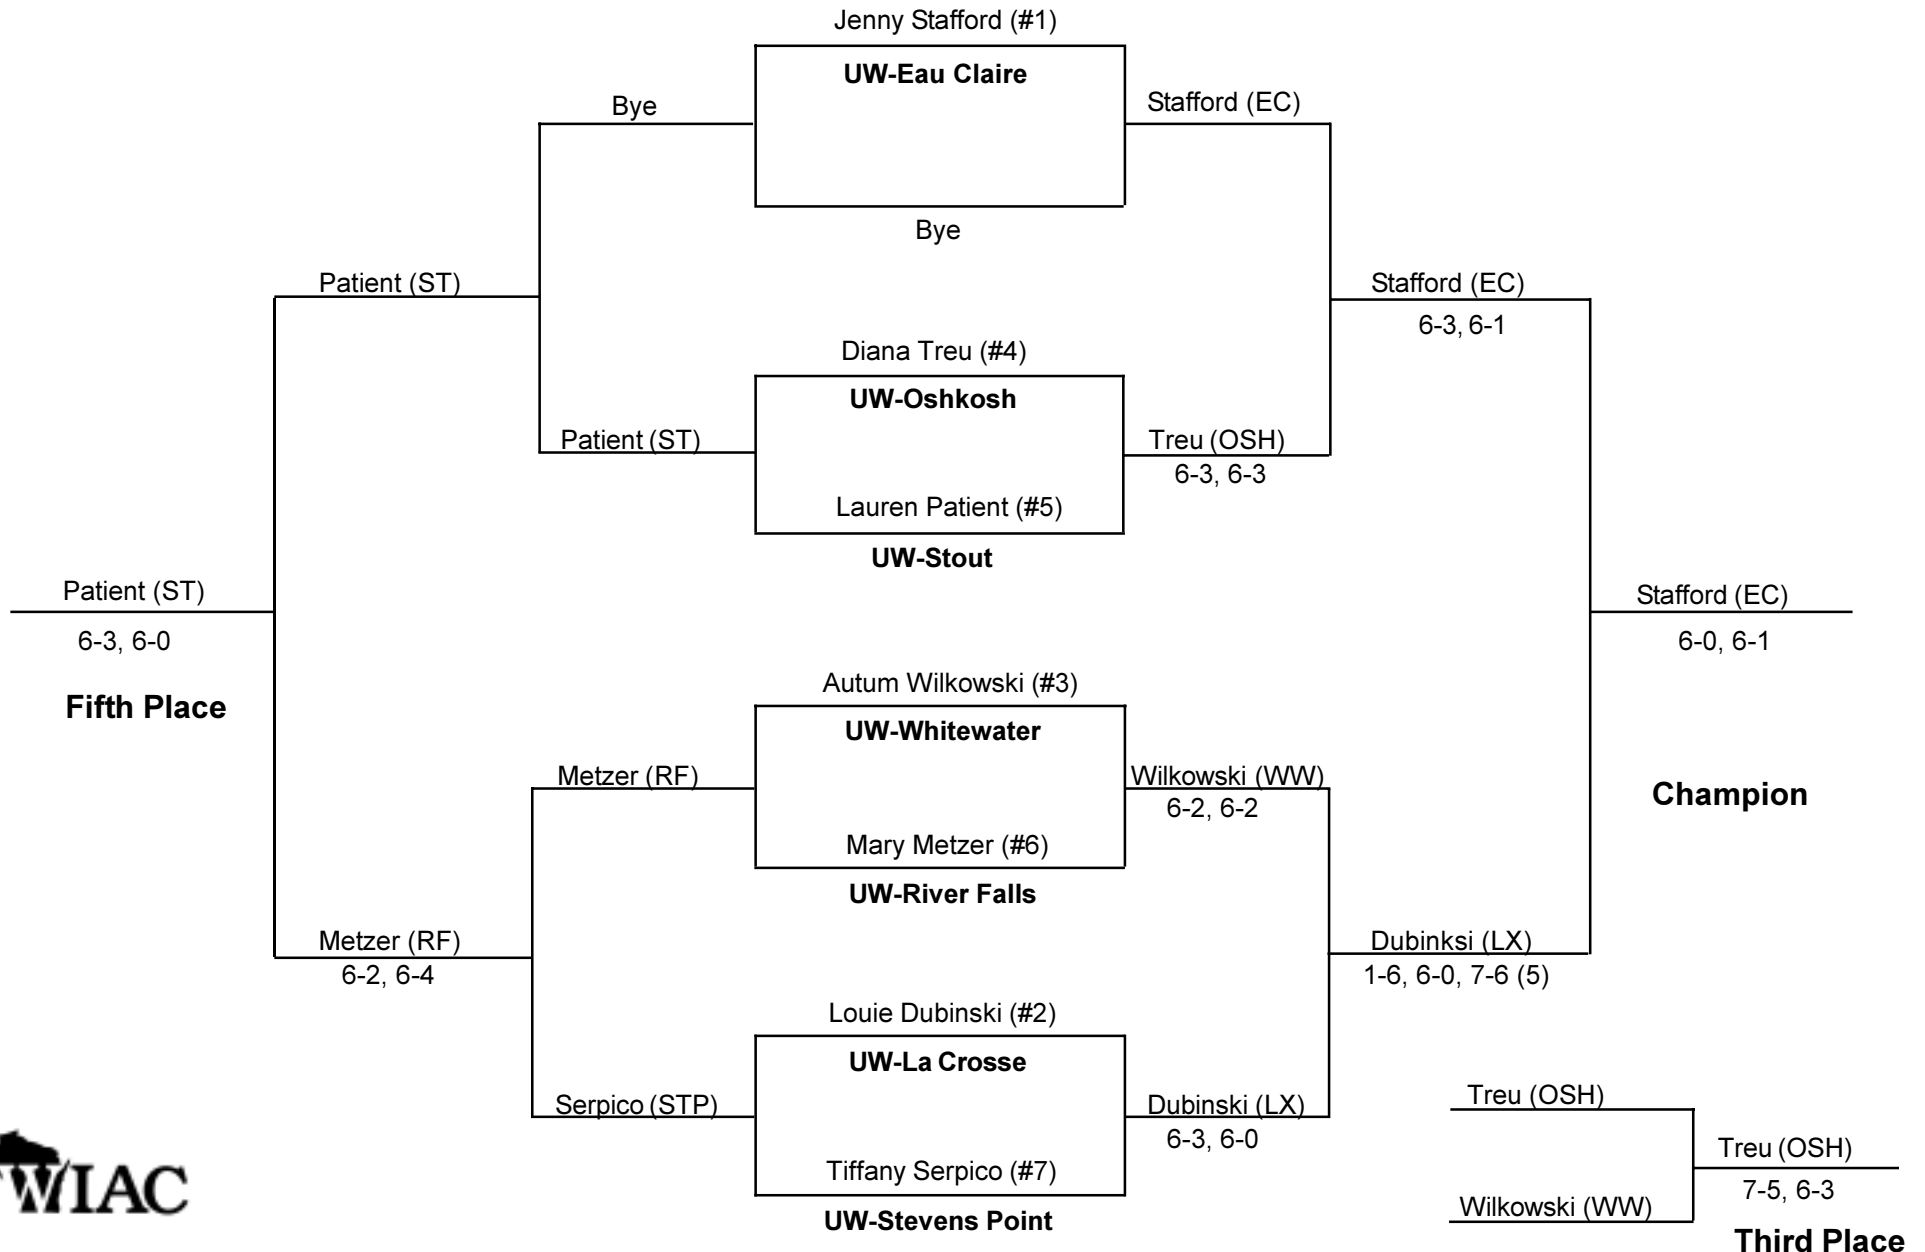 Jenny Stafford (#1)
UW-Eau Claire
Bye
Stafford (EC)
Bye
Patient (ST)
Stafford (EC)
6-3, 6-1
Diana Treu (#4)
UW-Oshkosh
Patient (ST)
Treu (OSH)
6-3, 6-3
Lauren Patient (#5)
UW-Stout
Patient (ST)
6-3, 6-0
Fifth Place
Stafford (EC)
6-0, 6-1
Champion
Autum Wilkowski (#3)
UW-Whitewater
Metzer (RF)
Wilkowski (WW)
6-2, 6-2
Mary Metzer (#6)
UW-River Falls
Metzer (RF)
6-2, 6-4
Dubinksi (LX)
1-6, 6-0, 7-6 (5)
Louie Dubinski (#2)
UW-La Crosse
Serpico (STP)
Dubinski (LX)
6-3, 6-0
Tiffany Serpico (#7)
UW-Stevens Point
Treu (OSH)
Treu (OSH)
7-5, 6-3
Wilkowski (WW)
Third Place
WIAC